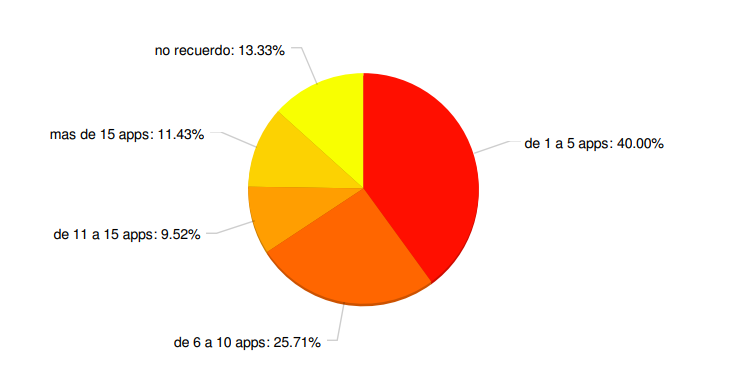 no recuerdo: 13.33%
mas de 15 apps: 11.43%
de 1 a 5 apps: 40.00%
de 11 a 15 apps: 9.52%
de 6 a 10 apps: 25.71%